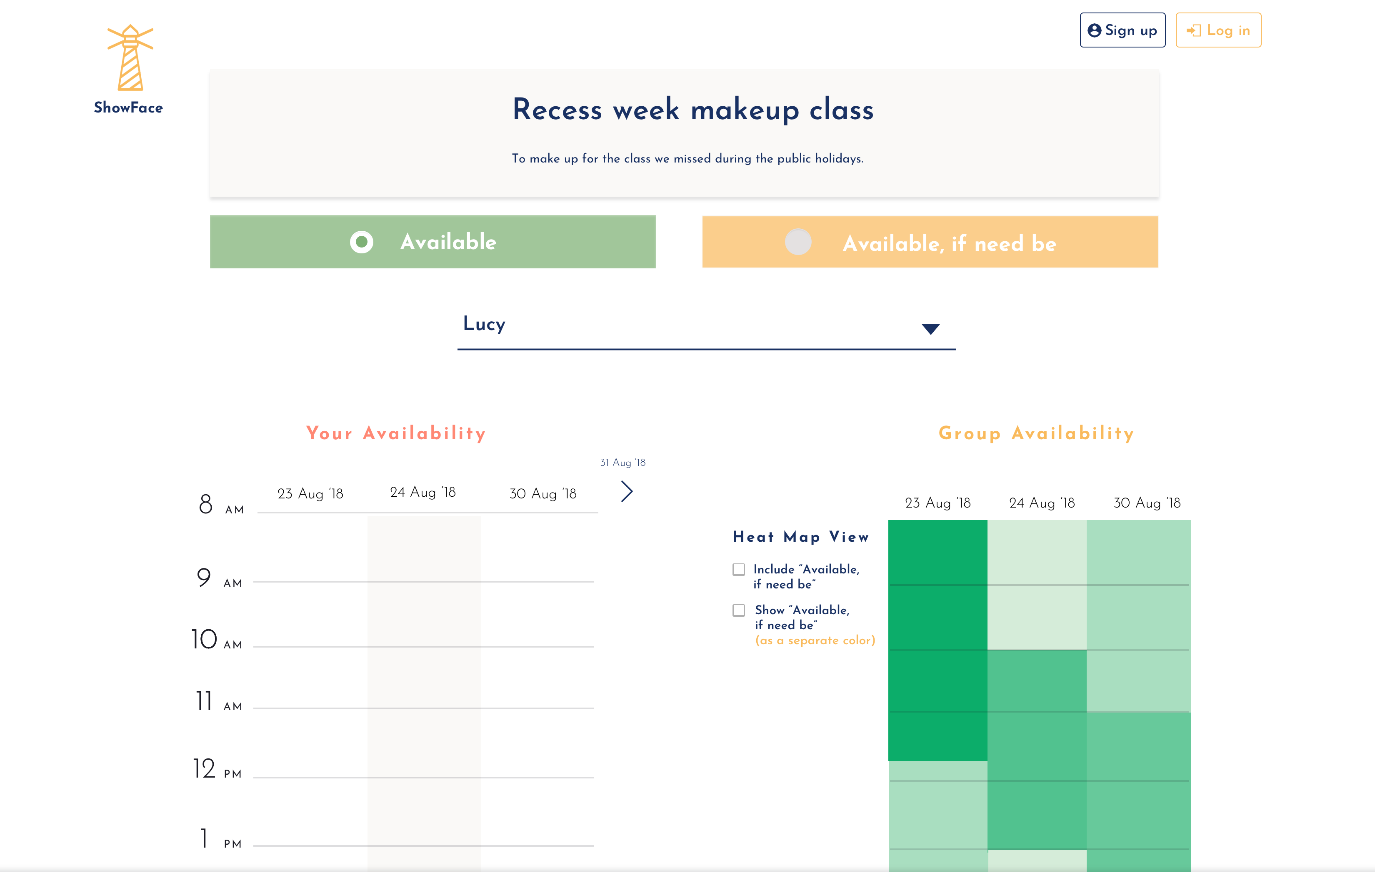 Sign up
Log in
ShowFace
Recess week makeup class
To make up for the class we missed during the public holidays.
Available
Available, if need be
Lucy
Your Availability
Group Availability
31 Aug '18
23 Aug '18
24 Aug '18
30 Aug '18
23 Aug '18
24 Aug '18
30 Aug '18
8 AM
9 AM
10 AM
11 AM
12 PM
1 PM
Heat Map View
Include “Available,
if need be”
Show “Available,
if need be”
(as a separate color)